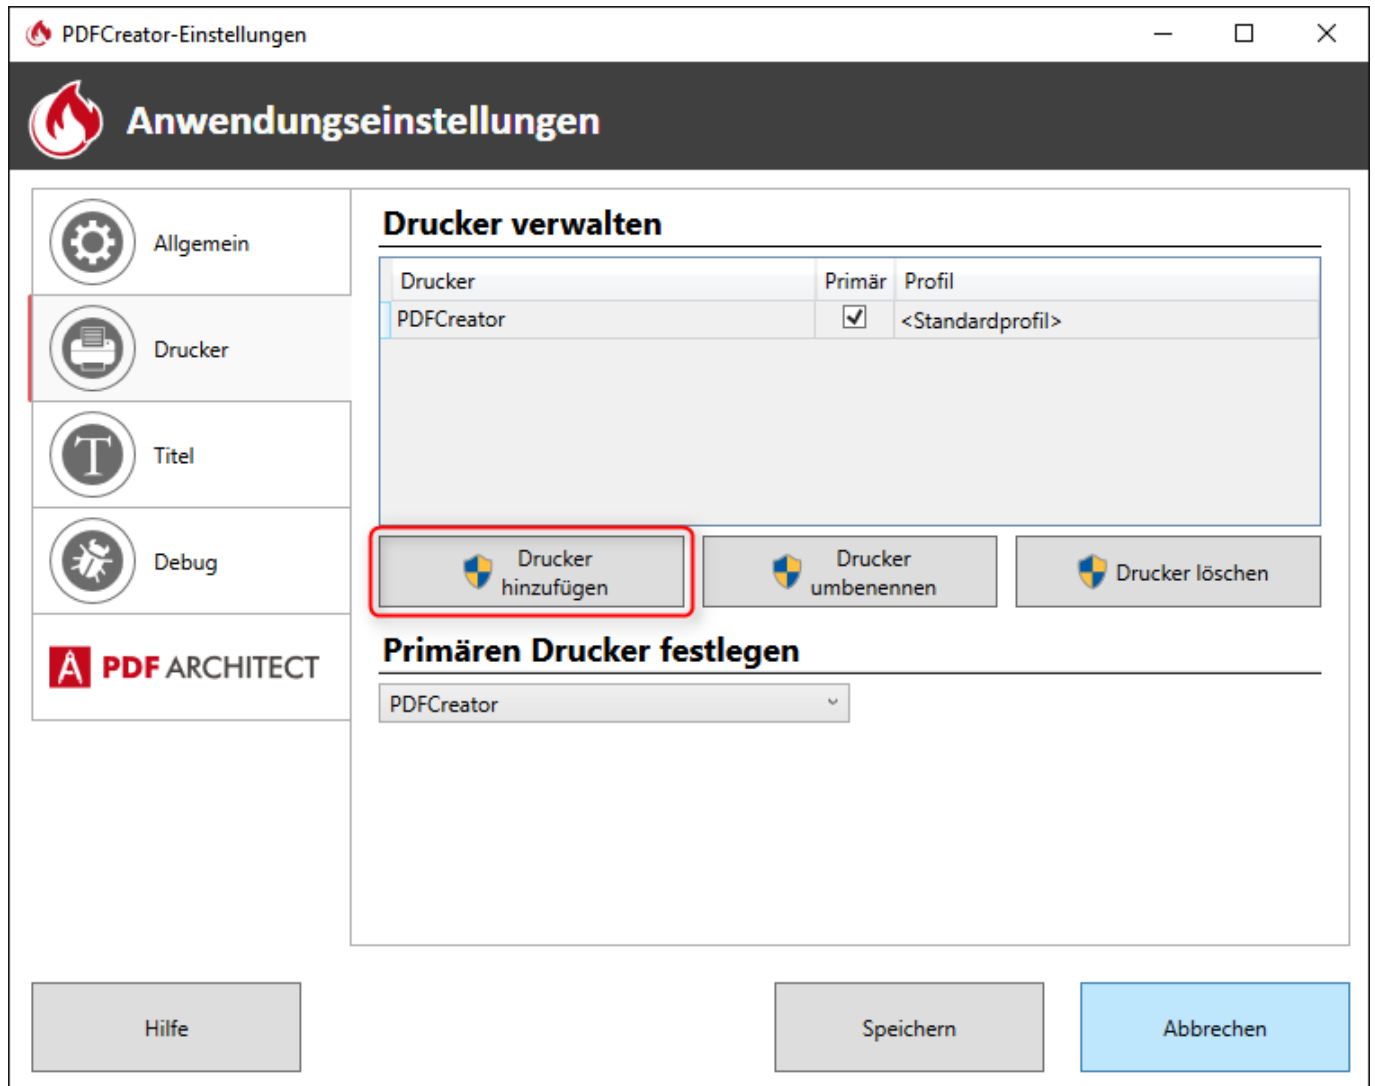 PDFCreator-Einstellungen
Anwendungseinstellungen
Allgemein
Drucker
Titel
Debug
PDF ARCHITECT
Drucker verwalten
Drucker Primär Profil
PDFCreator <Standardprofil>
Drucker
hinzufügen
Drucker
umbenennen
Drucker löschen
Primären Drucker festlegen
PDFCreator
Hilfe
Speichern
Abbrechen